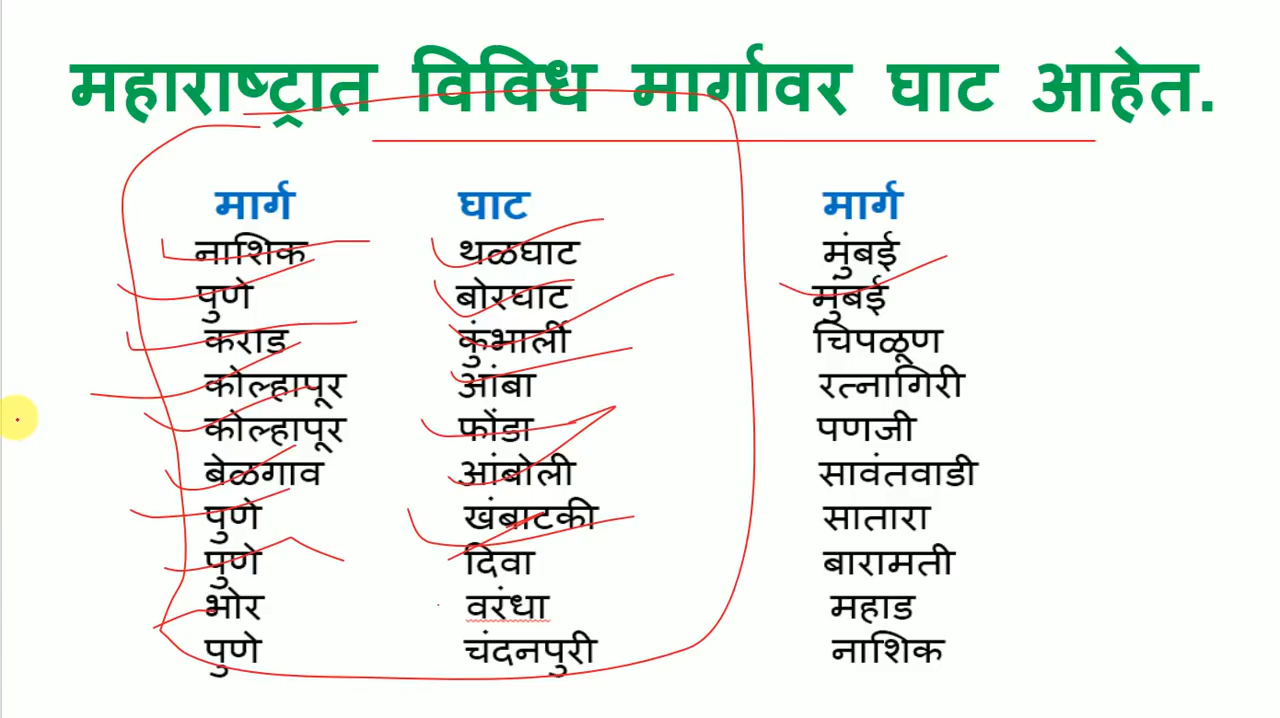 महाराष्ट्रात विविध मार्गावर घाट आहेत.
मार्ग घाट मार्ग
नाशिक थळघाट मुंबई
पुणे बोरघाट मुंबई
कराड कुंभार्ली चिपळूण
कोल्हापूर आंबा रत्नागिरी
कोल्हापूर फोंडा पणजी
बेळगाव आंबोली सावंतवाडी
पुणे खंबाटकी सातारा
पुणे दिवा बारामती
भोर वरंधा महाड
पुणे चंदनपुरी नाशिक